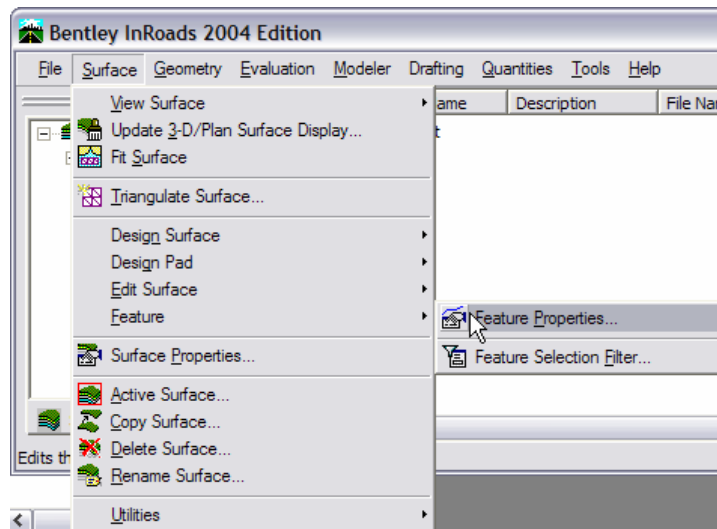 Bentley InRoads 2004 Edition
File Surface Geometry Evaluation Modeler Drafting Quantities Tools Help
View Surface
ame Description File Nar
Update 3-D/Plan Surface Display...
t
Fit Surface
Triangulate Surface...
Design Surface
Design Pad
Edit Surface
Feature
Feature Properties...
Surface Properties...
Feature Selection Filter...
Active Surface...
Copy Surface...
Delete Surface...
Edits th
Rename Surface...
Utilities